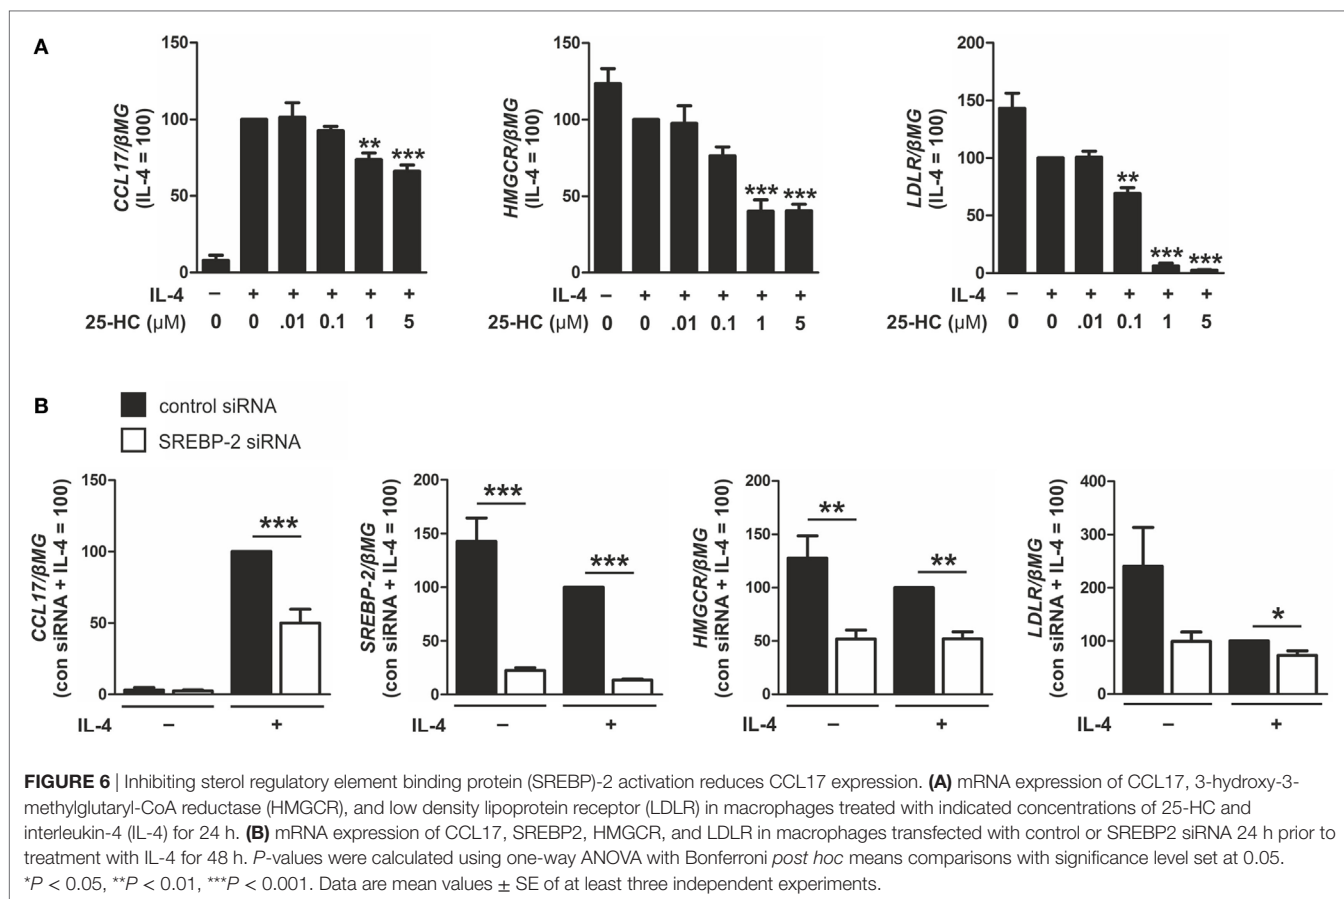 A
150
100
50
0
CCL17/βMG
(IL-4 = 100)
**
***
IL-4 – + + + + +
25-HC (μM) 0 0 .01 0.1 1 5
150
100
50
0
HMGCR/βMG
(IL-4 = 100)
***
***
IL-4 – + + + + +
25-HC (μM) 0 0 .01 0.1 1 5
200
150
100
50
0
LDLR/βMG
(IL-4 = 100)
**
***
***
IL-4 – + + + + +
25-HC (μM) 0 0 .01 0.1 1 5
B
control siRNA
SREBP-2 siRNA
150
100
50
0
CCL17/βMG
(con siRNA + IL-4 = 100)
***
IL-4 – +
200
150
100
50
0
SREBP-2/βMG
(con siRNA + IL-4 = 100)
***
***
IL-4 – +
200
150
100
50
0
HMGCR/βMG
(con siRNA + IL-4 = 100)
**
**
IL-4 – +
400
300
200
100
0
LDLR/βMG
(con siRNA + IL-4 = 100)
*
IL-4 – +
FIGURE 6 | Inhibiting sterol regulatory element binding protein (SREBP)-2 activation reduces CCL17 expression. (A) mRNA expression of CCL17, 3-hydroxy-3-
methylglutaryl-CoA reductase (HMGCR), and low density lipoprotein receptor (LDLR) in macrophages treated with indicated concentrations of 25-HC and
interleukin-4 (IL-4) for 24 h. (B) mRNA expression of CCL17, SREBP2, HMGCR, and LDLR in macrophages transfected with control or SREBP2 siRNA 24 h prior to
treatment with IL-4 for 48 h. P-values were calculated using one-way ANOVA with Bonferroni post hoc means comparisons with significance level set at 0.05.
*P < 0.05, **P < 0.01, ***P < 0.001. Data are mean values ± SE of at least three independent experiments.